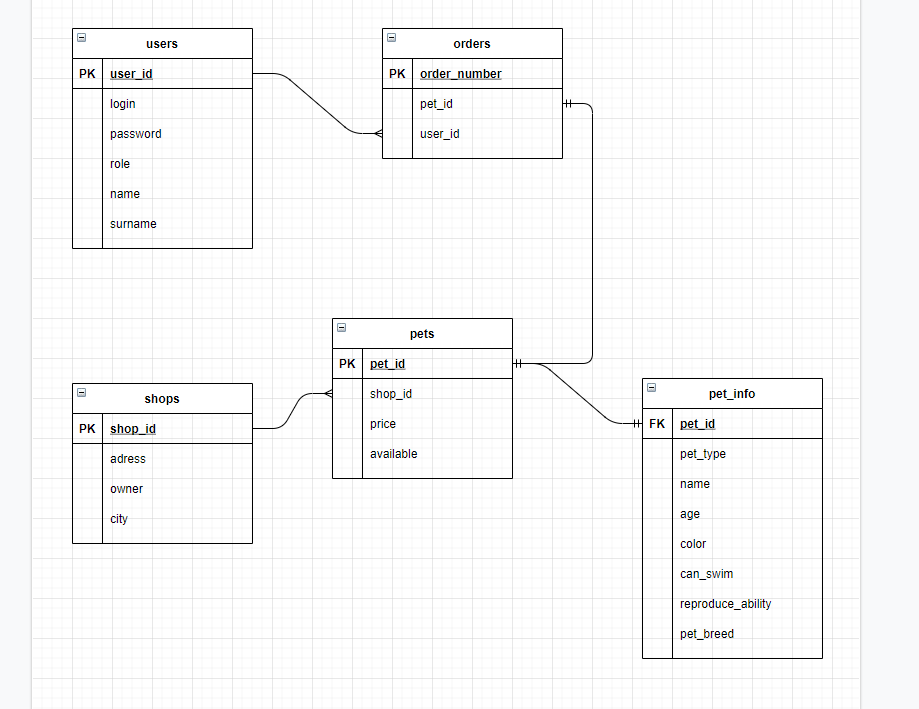 users
PK user_id
login
password
role
name
surname
orders
PK order_number
pet_id
user_id
pets
PK pet_id
shop_id
price
available
shops
PK shop_id
adress
owner
city
pet_info
FK pet_id
pet_type
name
age
color
can_swim
reproduce_ability
pet_breed